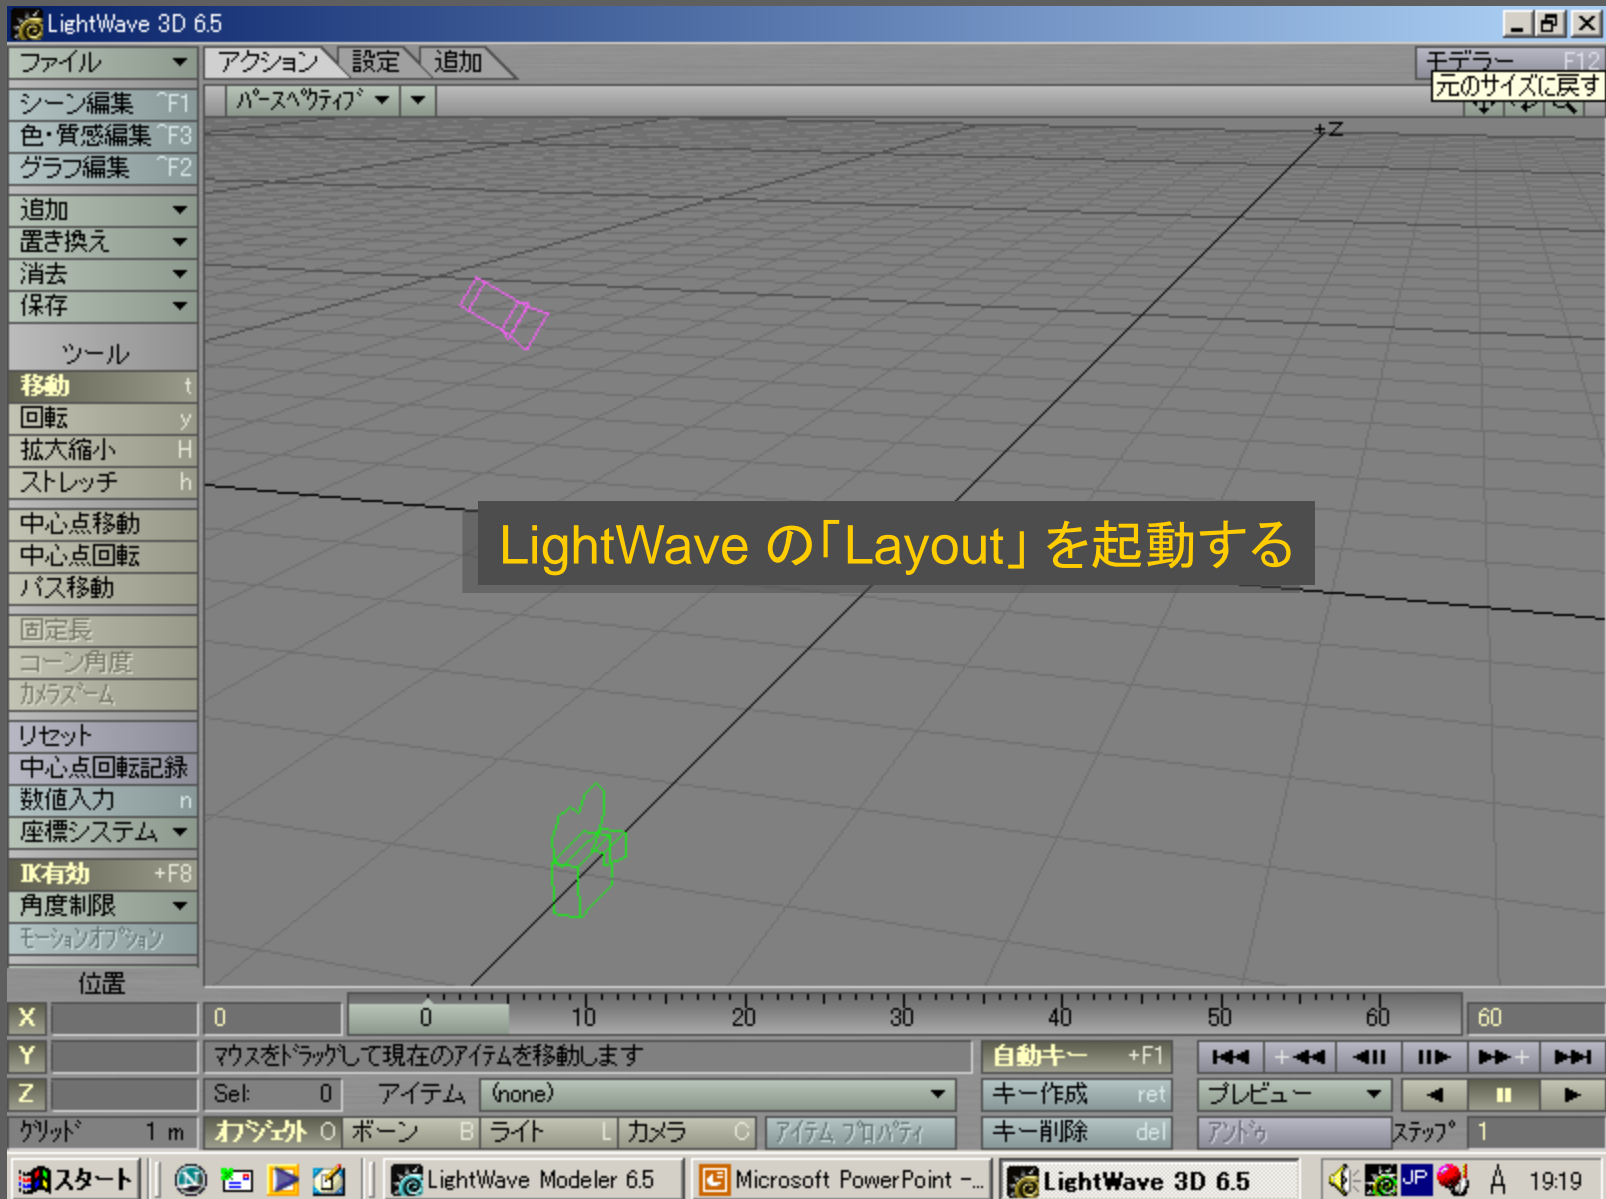 LightWave 3D 6.5
ファイル
アクション 設定 追加
モデラー F12
元のサイズに戻す
シーン編集 ^F1
パースペクティブ
色・質感編集 ^F3
グラフ編集 ^F2
+Z
追加
置き換え
消去
保存
ツール
移動 t
回転 y
拡大縮小 H
ストレッチ h
中心点移動
中心点回転
パス移動
LightWave の「Layout」を起動する
固定長
コーン角度
カメラズーム
リセット
中心点回転記録
数値入力 n
座標システム
IK有効 +F8
角度制限
モーションオプション
位置
X 0 0 10 20 30 40 50 60 60
Y マウスをドラッグして現在のアイテムを移動します 自動キー +F1
Z Sel: 0 アイテム (none) キー作成 ret プレビュー
グリッド 1 m オブジェクト O ボーン B ライト L カメラ C アイテム プロパティ キー削除 del アンドゥ ステップ 1
スタート LightWave Modeler 6.5 Microsoft PowerPoint -... LightWave 3D 6.5 JP A 19:19